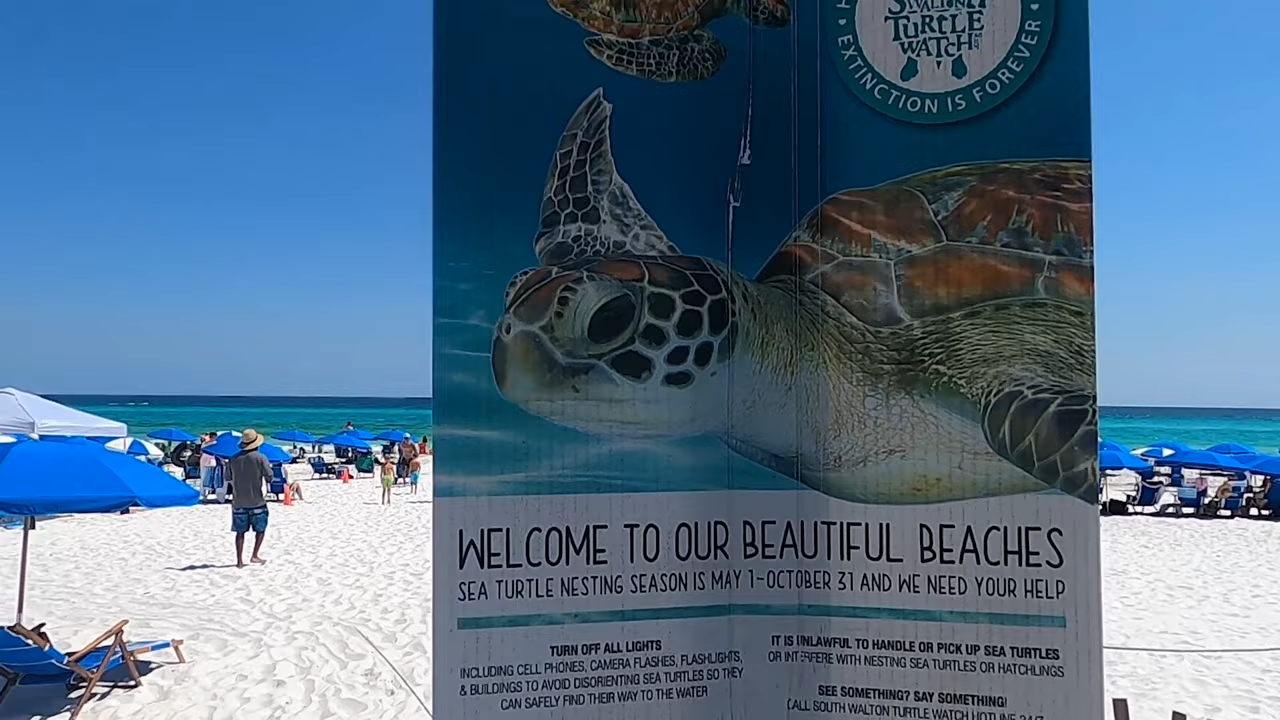 S WALTON
TURTLE
WATCH
EXTINCTION IS FOREVER
WELCOME TO OUR BEAUTIFUL BEACHES
SEA TURTLE NESTING SEASON IS MAY 1-OCTOBER 31 AND WE NEED YOUR HELP
TURN OFF ALL LIGHTS
INCLUDING CELL PHONES, CAMERA FLASHES, FLASHLIGHTS,
& BUILDINGS TO AVOID DISORIENTING SEA TURTLES SO THEY
CAN SAFELY FIND THEIR WAY TO THE WATER
IT IS UNLAWFUL TO HANDLE OR PICK UP SEA TURTLES
OR INTERFERE WITH NESTING SEA TURTLES OR HATCHLINGS
SEE SOMETHING? SAY SOMETHING!
CALL SOUTH WALTON TURTLE WATCH HOTLINE 24/7